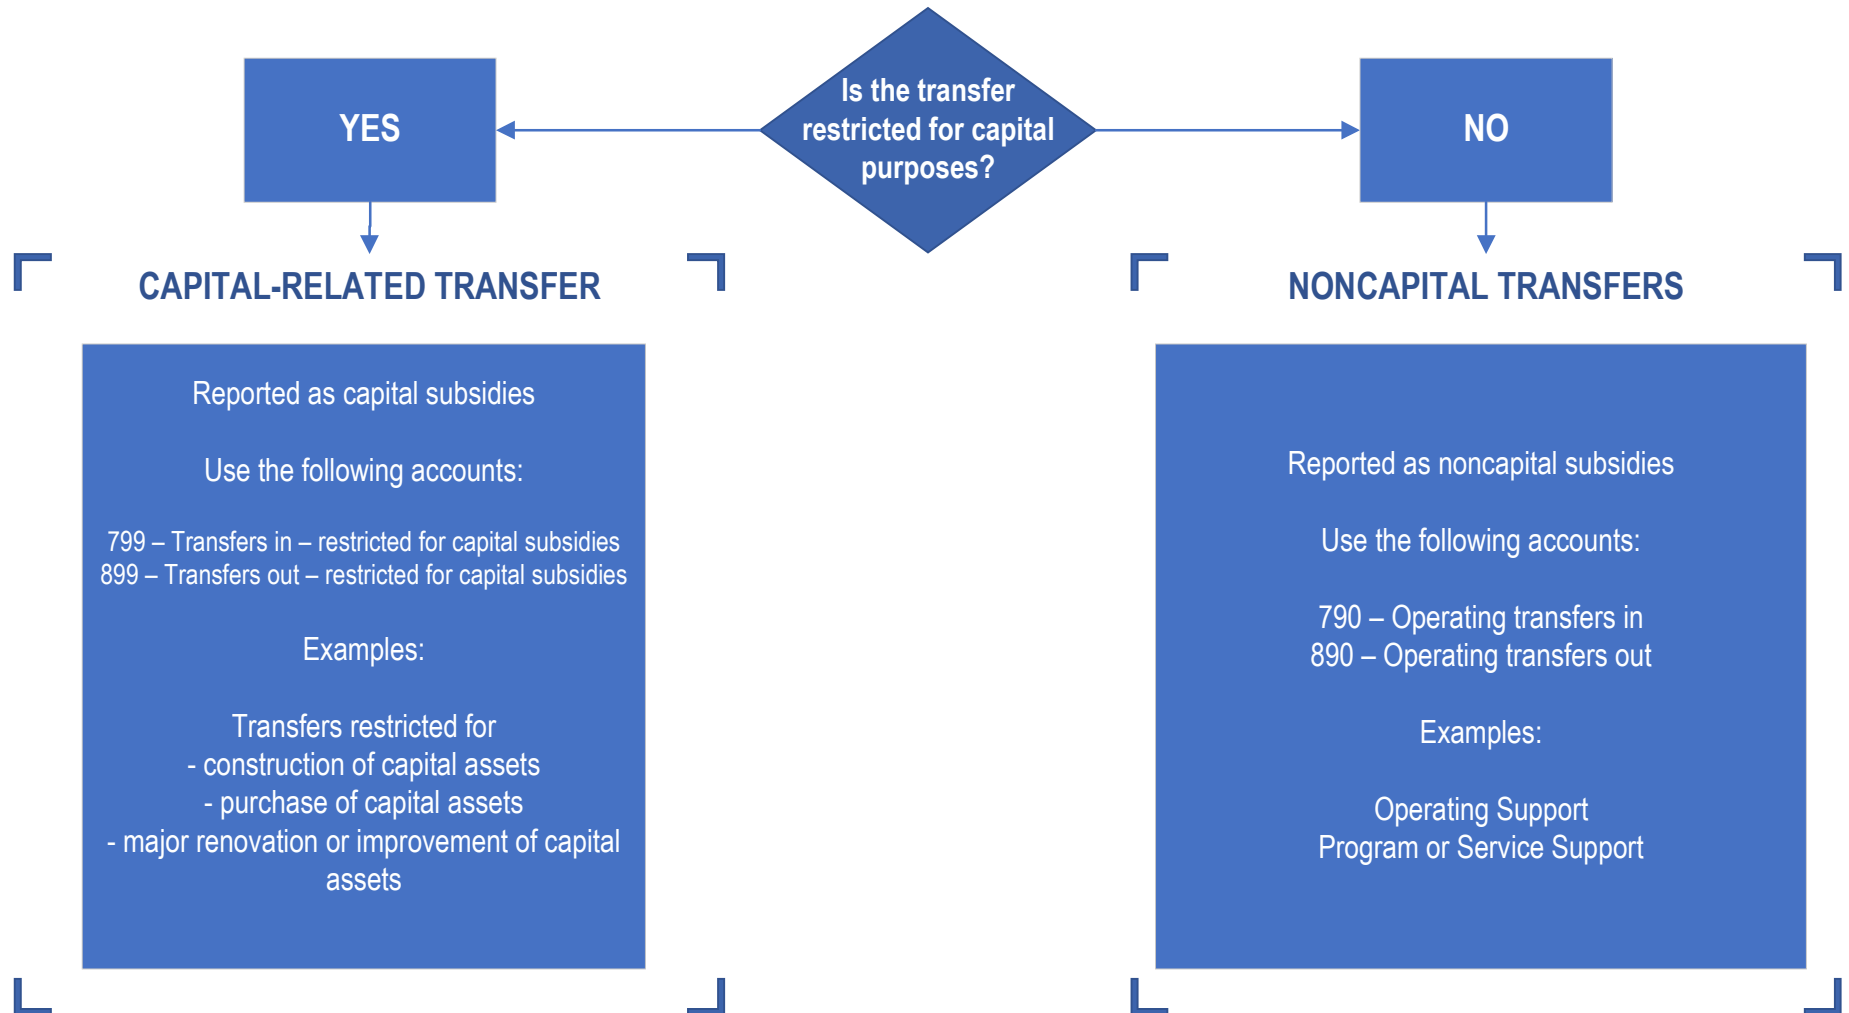 Is the transfer
restricted for capital
purposes?
YES
NO
CAPITAL-RELATED TRANSFER
Reported as capital subsidies
Use the following accounts:
799 – Transfers in – restricted for capital subsidies
899 – Transfers out – restricted for capital subsidies
Examples:
Transfers restricted for
- construction of capital assets
- purchase of capital assets
- major renovation or improvement of capital
assets
NONCAPITAL TRANSFERS
Reported as noncapital subsidies
Use the following accounts:
790 – Operating transfers in
890 – Operating transfers out
Examples:
Operating Support
Program or Service Support